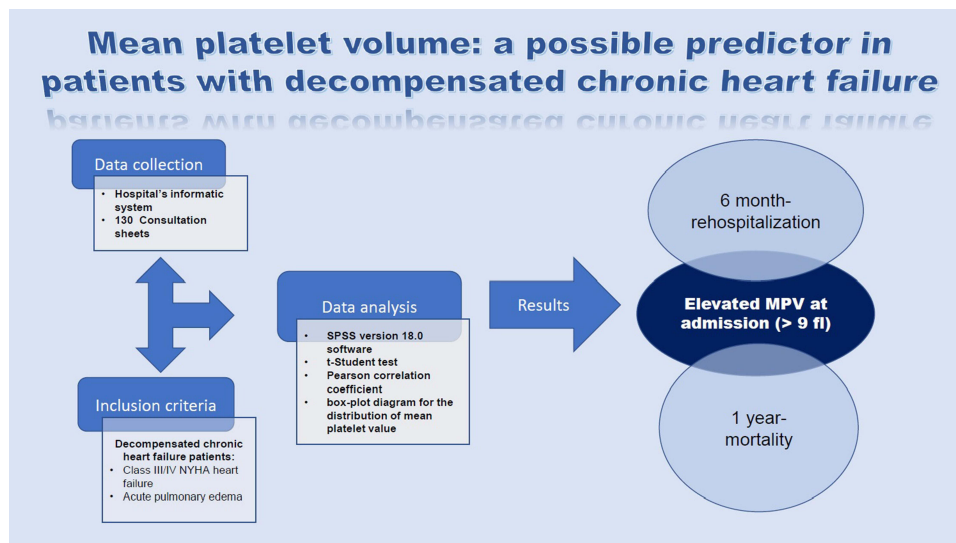 Mean platelet volume: a possible predictor in
patients with decompensated chronic heart failure
Data collection
• Hospital's informatic
system
• 130 Consultation
sheets
Inclusion criteria
Decompensated chronic
heart failure patients:
• Class III/IV NYHA heart
failure
• Acute pulmonary edema
Data analysis
• SPSS version 18.0
software
• t-Student test
• Pearson correlation
coefficient
• box-plot diagram for the
distribution of mean
platelet value
Results
6 month-
rehospitalization
Elevated MPV at
admission (> 9 fl)
1 year-
mortality